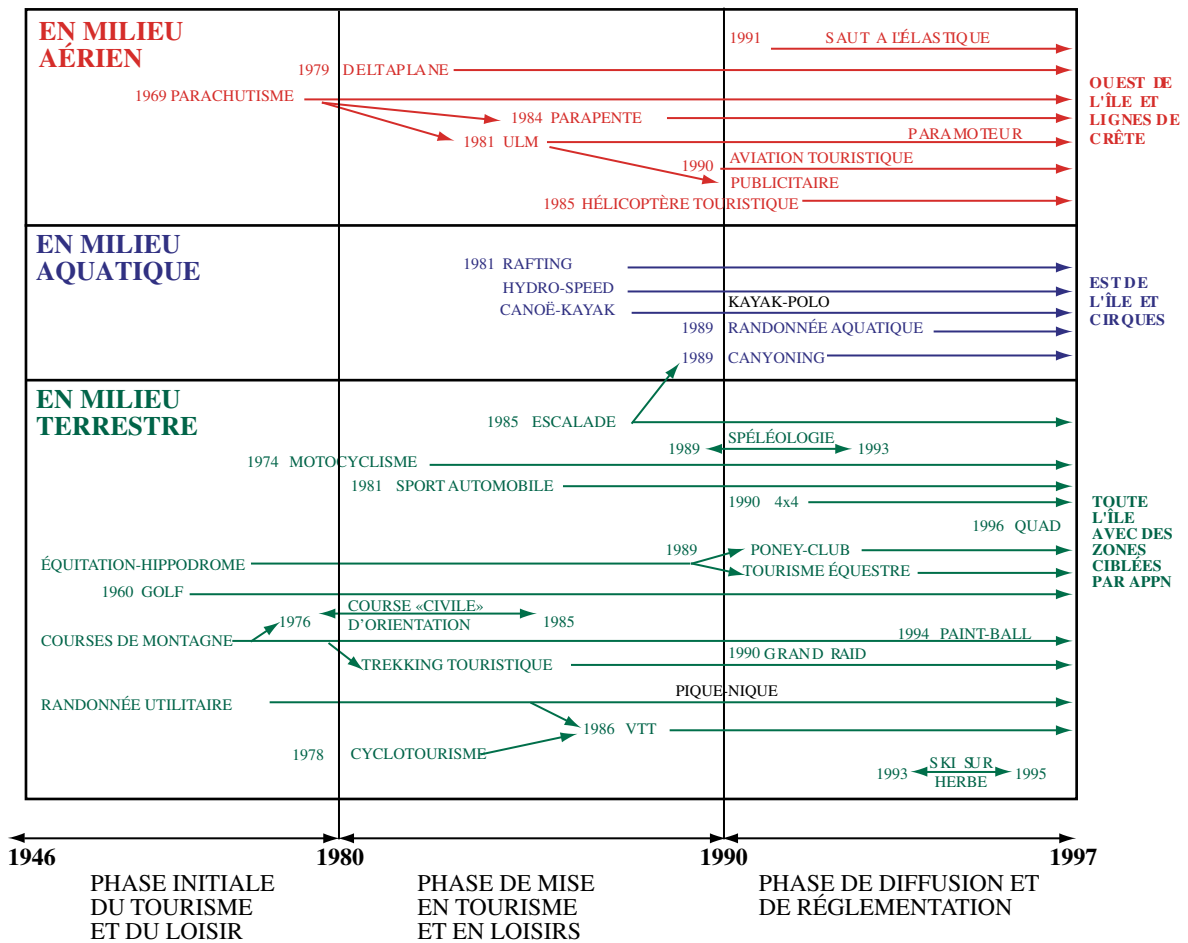 EN MILIEU
AÉRIEN
1991 SAUT A L'ÉLASTIQUE
1979 DELTAPLANE
1969 PARACHUTISME
1984 PARAPENTE
1981 ULM
PARAMOTEUR
1990 AVIATION TOURISTIQUE
PUBLICITAIRE
1985 HÉLICOPTÈRE TOURISTIQUE
OUEST DE
L'ÎLE ET
LIGNES DE
CRÊTE
EN MILIEU
AQUATIQUE
1981 RAFTING
HYDRO-SPEED
CANOË-KAYAK
KAYAK-POLO
1989 RANDONNÉE AQUATIQUE
1989 CANYONING
EST DE
L'ÎLE ET
CIRQUES
EN MILIEU
TERRESTRE
1985 ESCALADE
1989 SPÉLÉOLOGIE 1993
1974 MOTOCYCLISME
1981 SPORT AUTOMOBILE
1990 4x4
1996 QUAD
ÉQUITATION-HIPPODROME
1989 PONEY-CLUB
TOURISME ÉQUESTRE
1960 GOLF
1976 COURSE «CIVILE»
D'ORIENTATION 1985
COURSES DE MONTAGNE
1994 PAINT-BALL
TREKKING TOURISTIQUE
1990 GRAND RAID
RANDONNÉE UTILITAIRE
PIQUE-NIQUE
1986 VTT
1978 CYCLOTOURISME
1993 SKI SUR
HERBE 1995
TOUTE
L'ÎLE
AVEC DES
ZONES
CIBLÉES
PAR APPN
1946 1980 1990 1997
PHASE INITIALE
DU TOURISME
ET DU LOISIR
PHASE DE MISE
EN TOURISME
ET EN LOISIRS
PHASE DE DIFFUSION ET
DE RÉGLEMENTATION